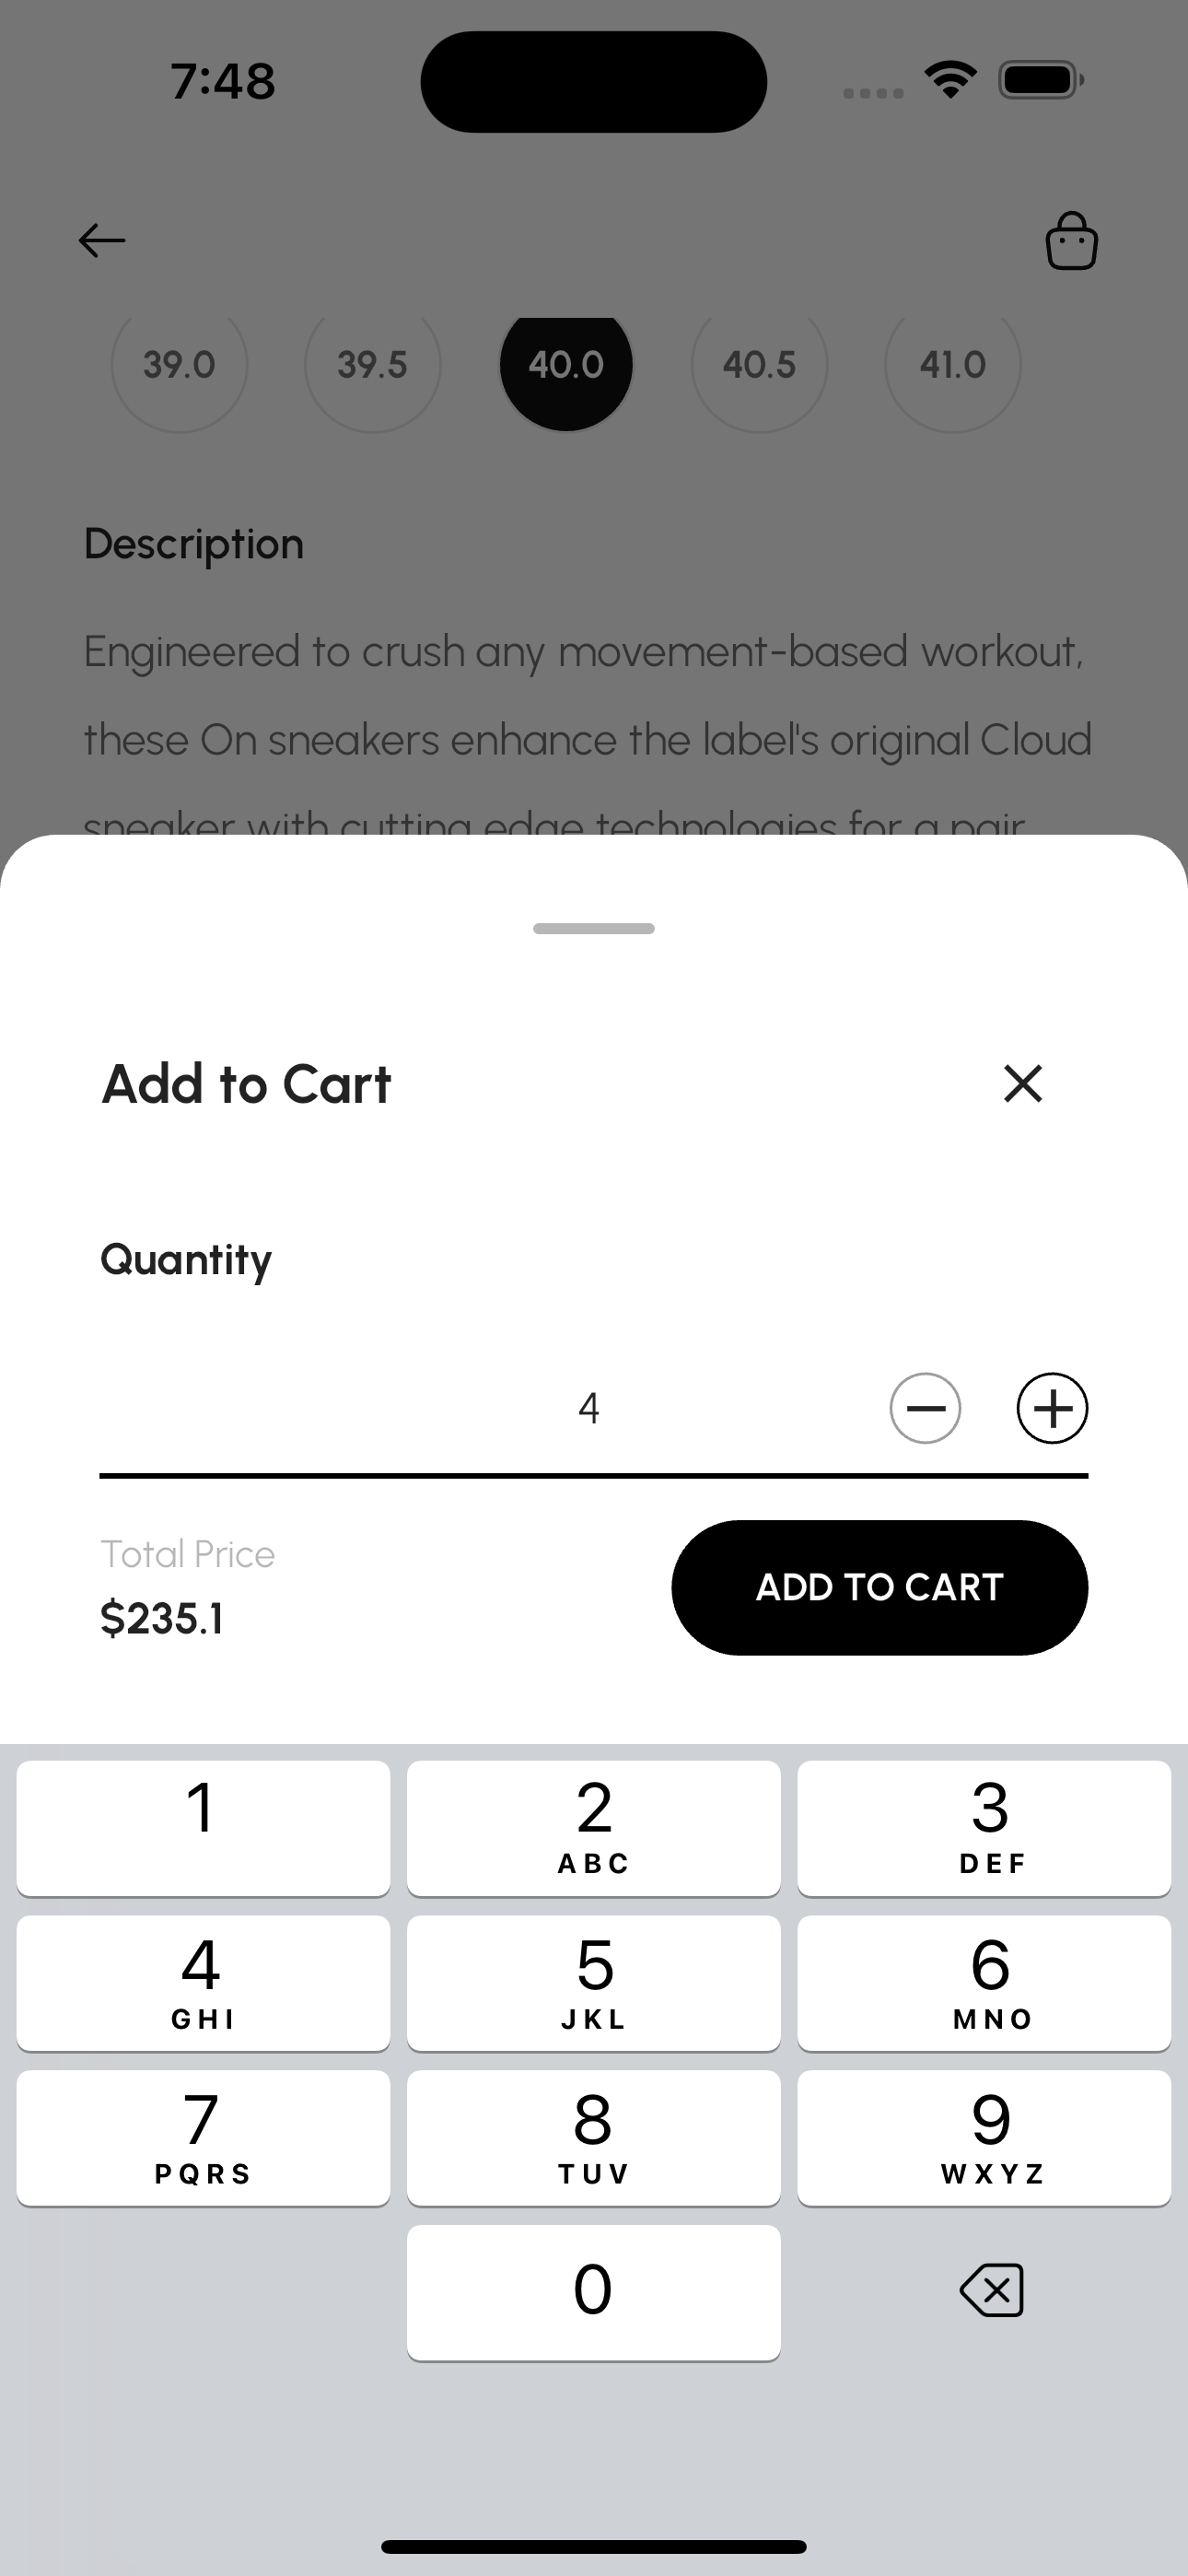 7:48
39.0 39.5 40.0 40.5 41.0
Description
Engineered to crush any movement-based workout,
these On sneakers enhance the label's original Cloud
sneaker with cutting edge technologies for a pair
Add to Cart
Quantity
4
Total Price
$235.1
ADD TO CART
1 2 3
ABC DEF
4 5 6
GHI JKL MNO
7 8 9
PQRS TUV WXYZ
0